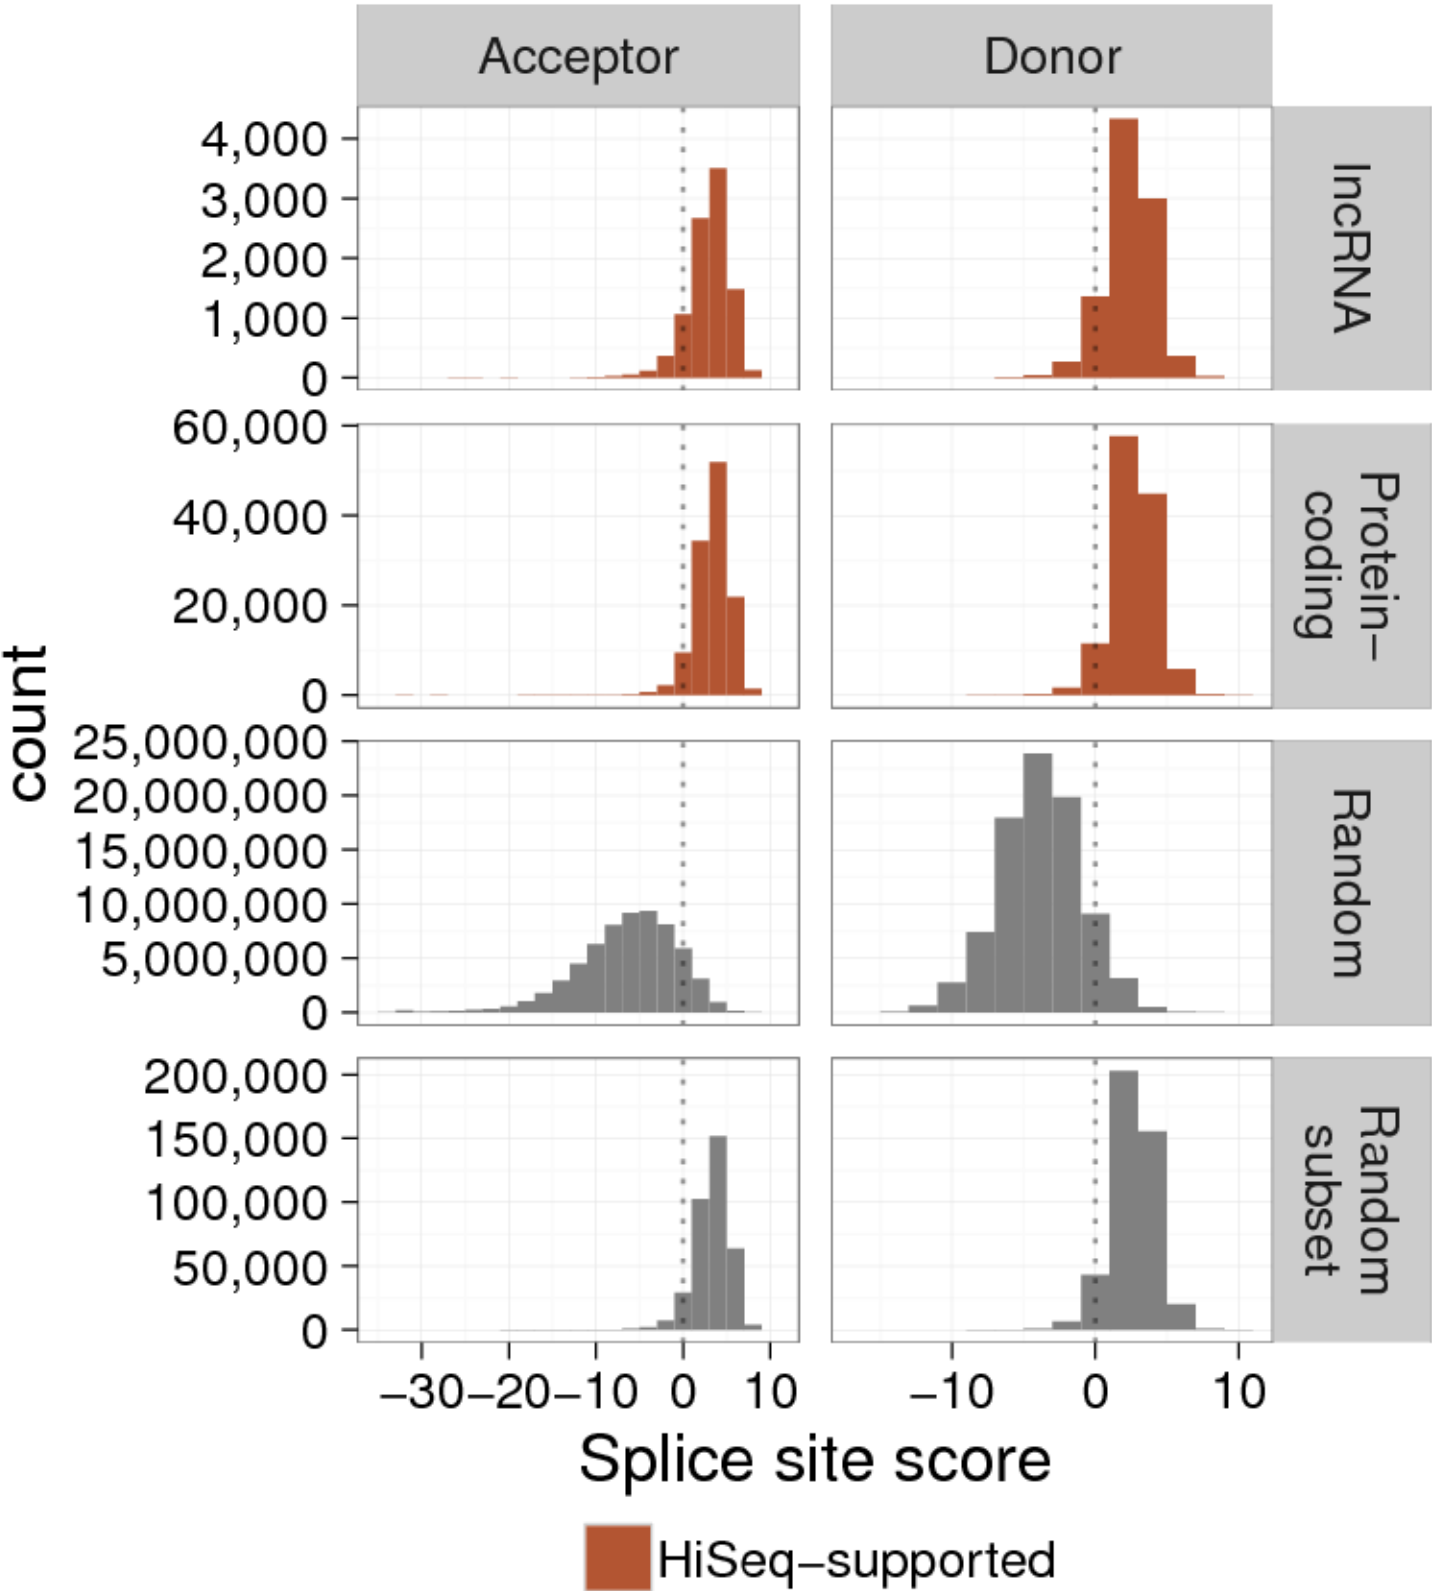 Acceptor
Donor
4,000
3,000
2,000
1,000
0
lncRNA
60,000
40,000
20,000
0
Protein−
coding
count
25,000,000
20,000,000
15,000,000
10,000,000
5,000,000
0
Random
200,000
150,000
100,000
50,000
0
Random
subset
−30 −20 −10 0 10
−10 0 10
Splice site score
HiSeq−supported